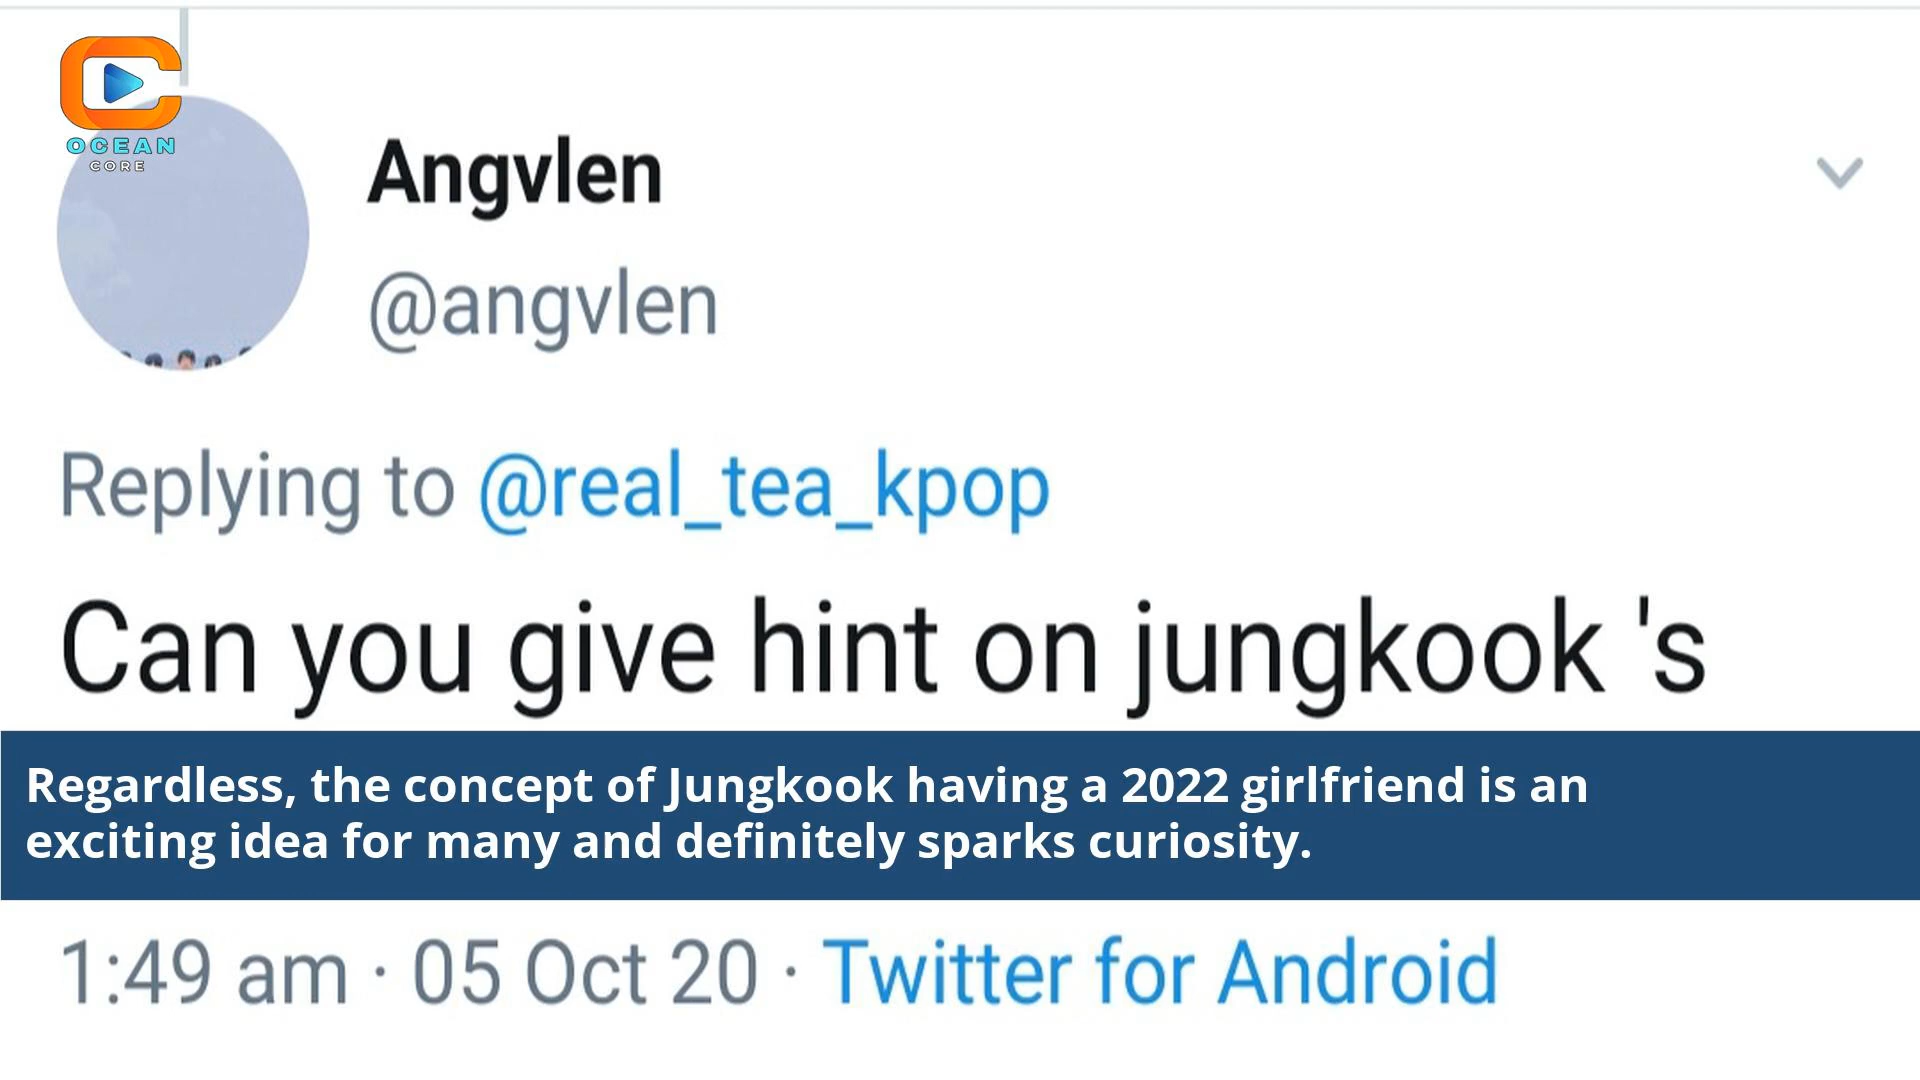 OCEAN
CORE
Angvlen
@angvlen
Replying to @real_tea_kpop
Can you give hint on jungkook 's
Regardless, the concept of Jungkook having a 2022 girlfriend is an
exciting idea for many and definitely sparks curiosity.
1:49 am · 05 Oct 20 · Twitter for Android